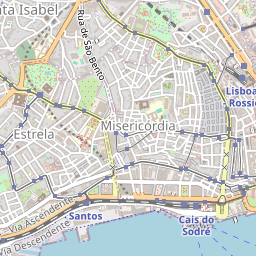 nta Isabel
Rua de São Bento
Lisboa
Rossio
Misericórdia
Estrela
Via Ascendente
Via Descendente
Santos
Cais do
Sodré